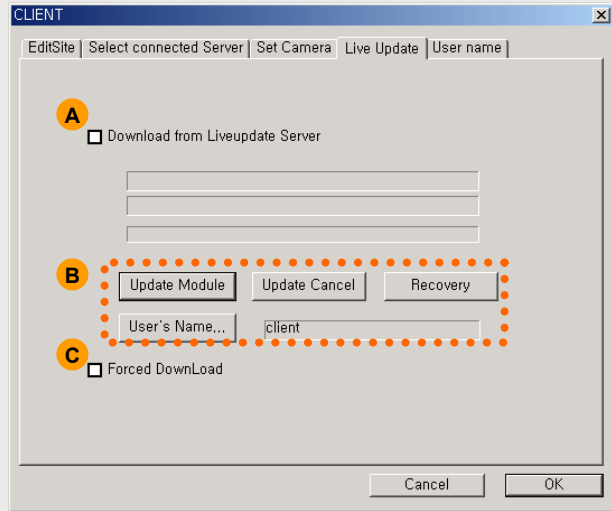 CLIENT
EditSite Select connected Server Set Camera Live Update User name
A
Download from Liveupdate Server
B
Update Module Update Cancel Recovery
User's Name,,, client
C
Forced DownLoad
Cancel OK